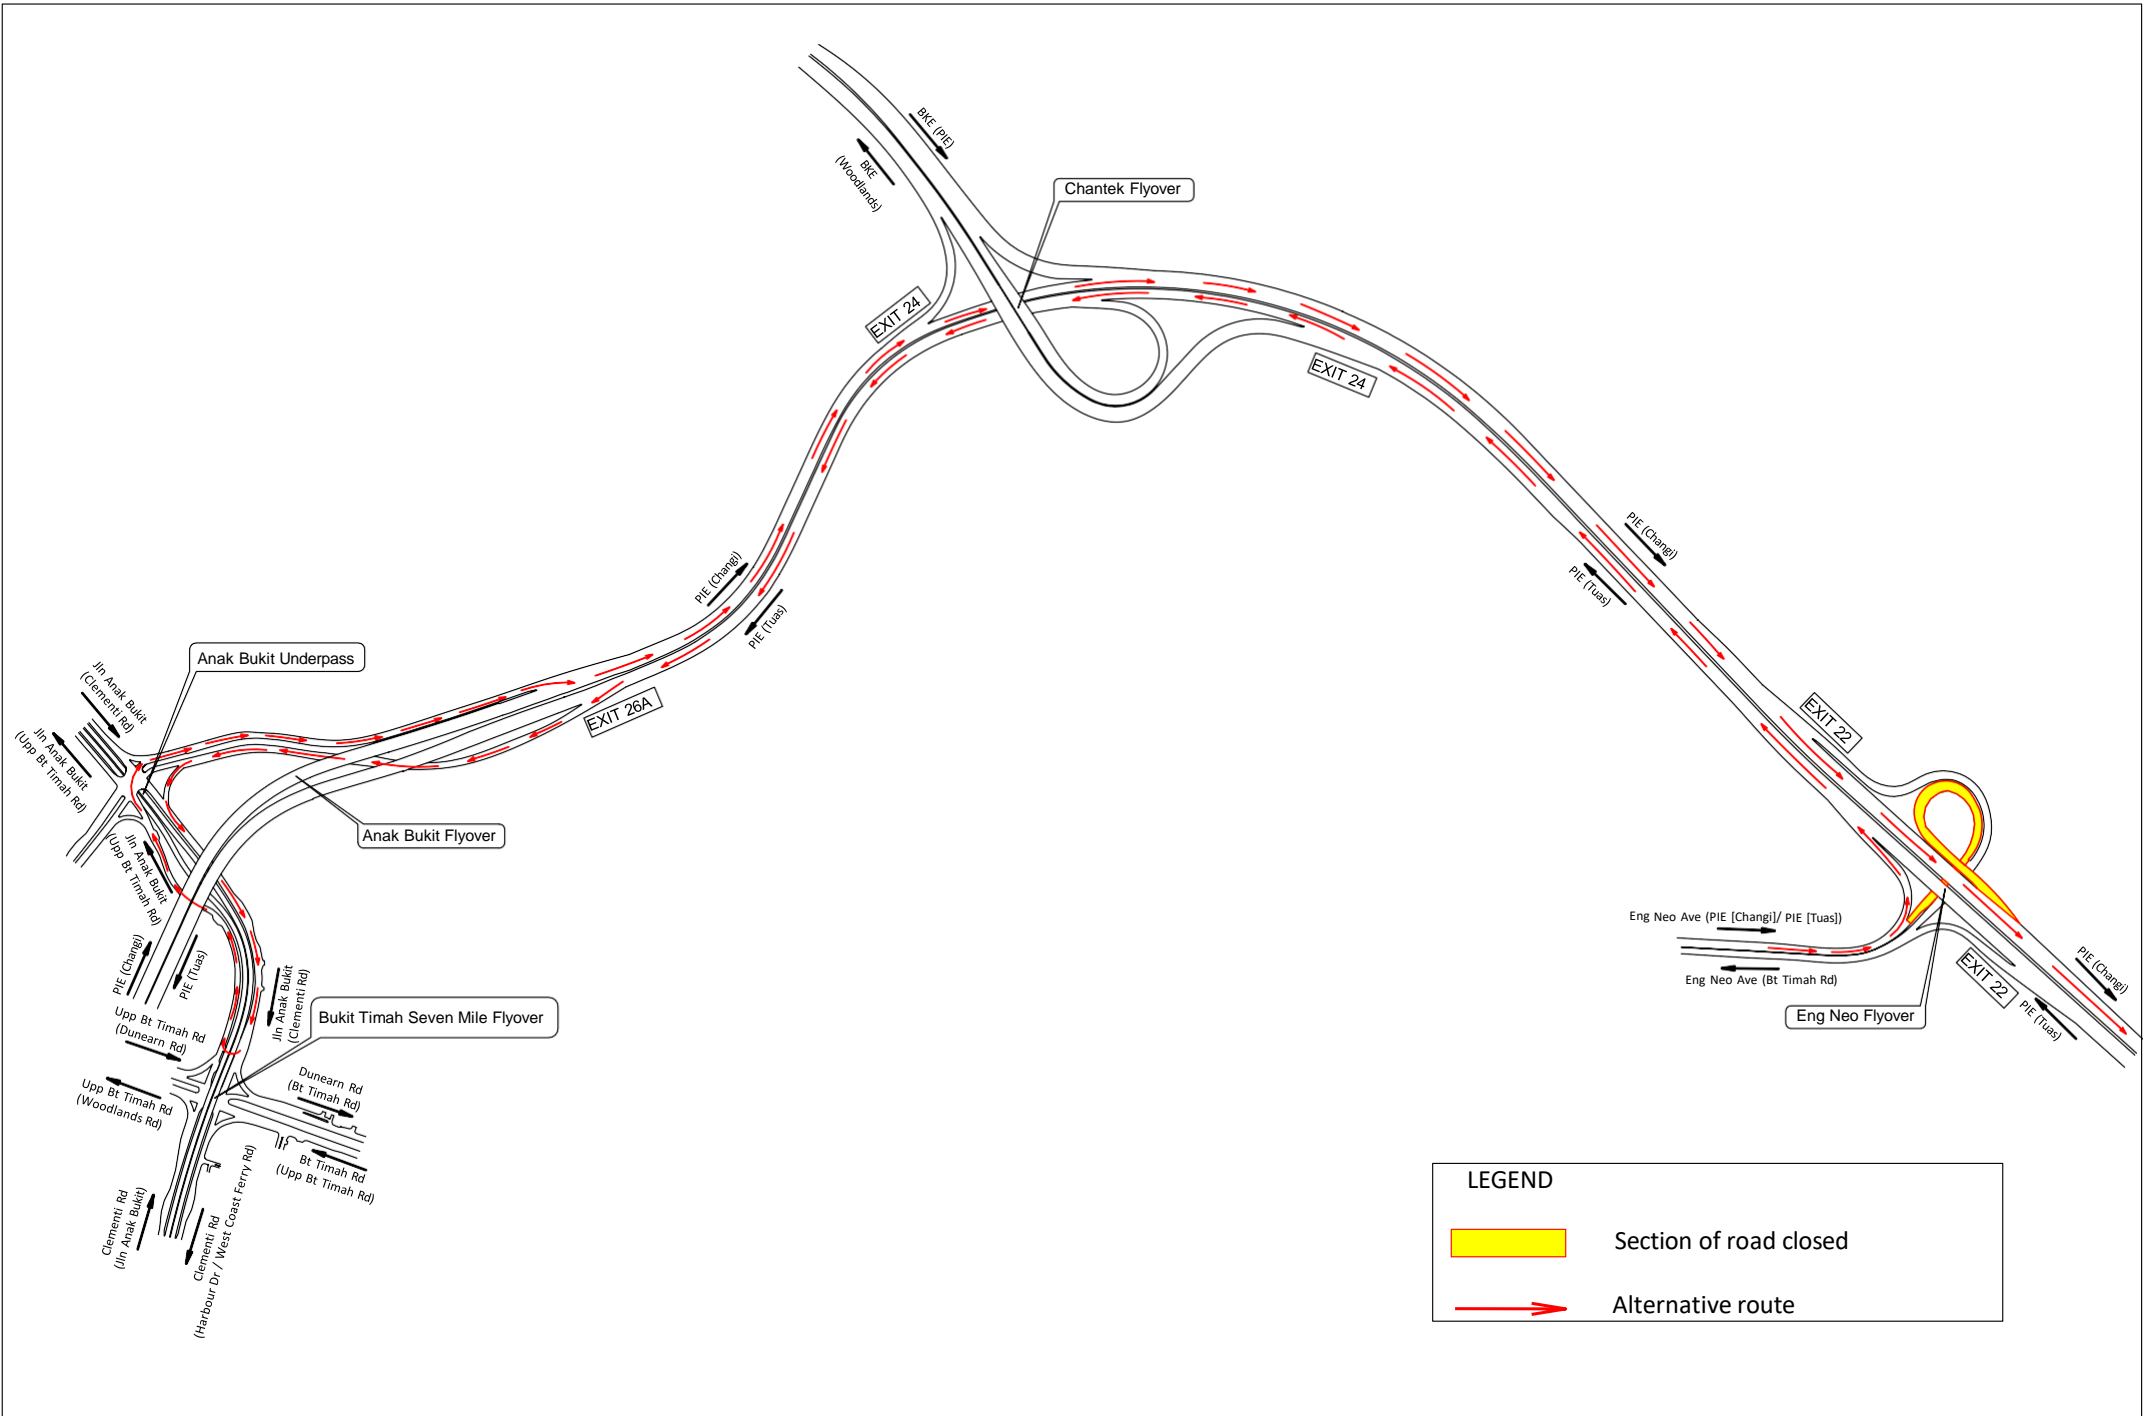 BKE (PIE)
BKE
(Woodlands)
Chantek Flyover
EXIT 24
EXIT 24
PIE (Changi)
PIE (Tuas)
PIE (Changi)
PIE (Tuas)
Anak Bukit Underpass
Jln Anak Bukit
(Clementi Rd)
Jln Anak Bukit
(Upp Bt Timah Rd)
EXIT 26A
EXIT 22
Anak Bukit Flyover
Jln Anak Bukit
(Upp Bt Timah Rd)
PIE (Changi)
PIE (Tuas)
Jln Anak Bukit
(Clementi Rd)
Eng Neo Ave (PIE [Changi]/ PIE [Tuas])
Eng Neo Ave (Bt Timah Rd)
EXIT 22
PIE (Changi)
PIE (Tuas)
Eng Neo Flyover
Bukit Timah Seven Mile Flyover
Upp Bt Timah Rd
(Dunearn Rd)
Upp Bt Timah Rd
(Woodlands Rd)
Dunearn Rd
(Bt Timah Rd)
Bt Timah Rd
(Upp Bt Timah Rd)
Clementi Rd
(Jln Anak Bukit)
Clementi Rd
(Harbour Dr / West Coast Ferry Rd)
LEGEND
Section of road closed
Alternative route